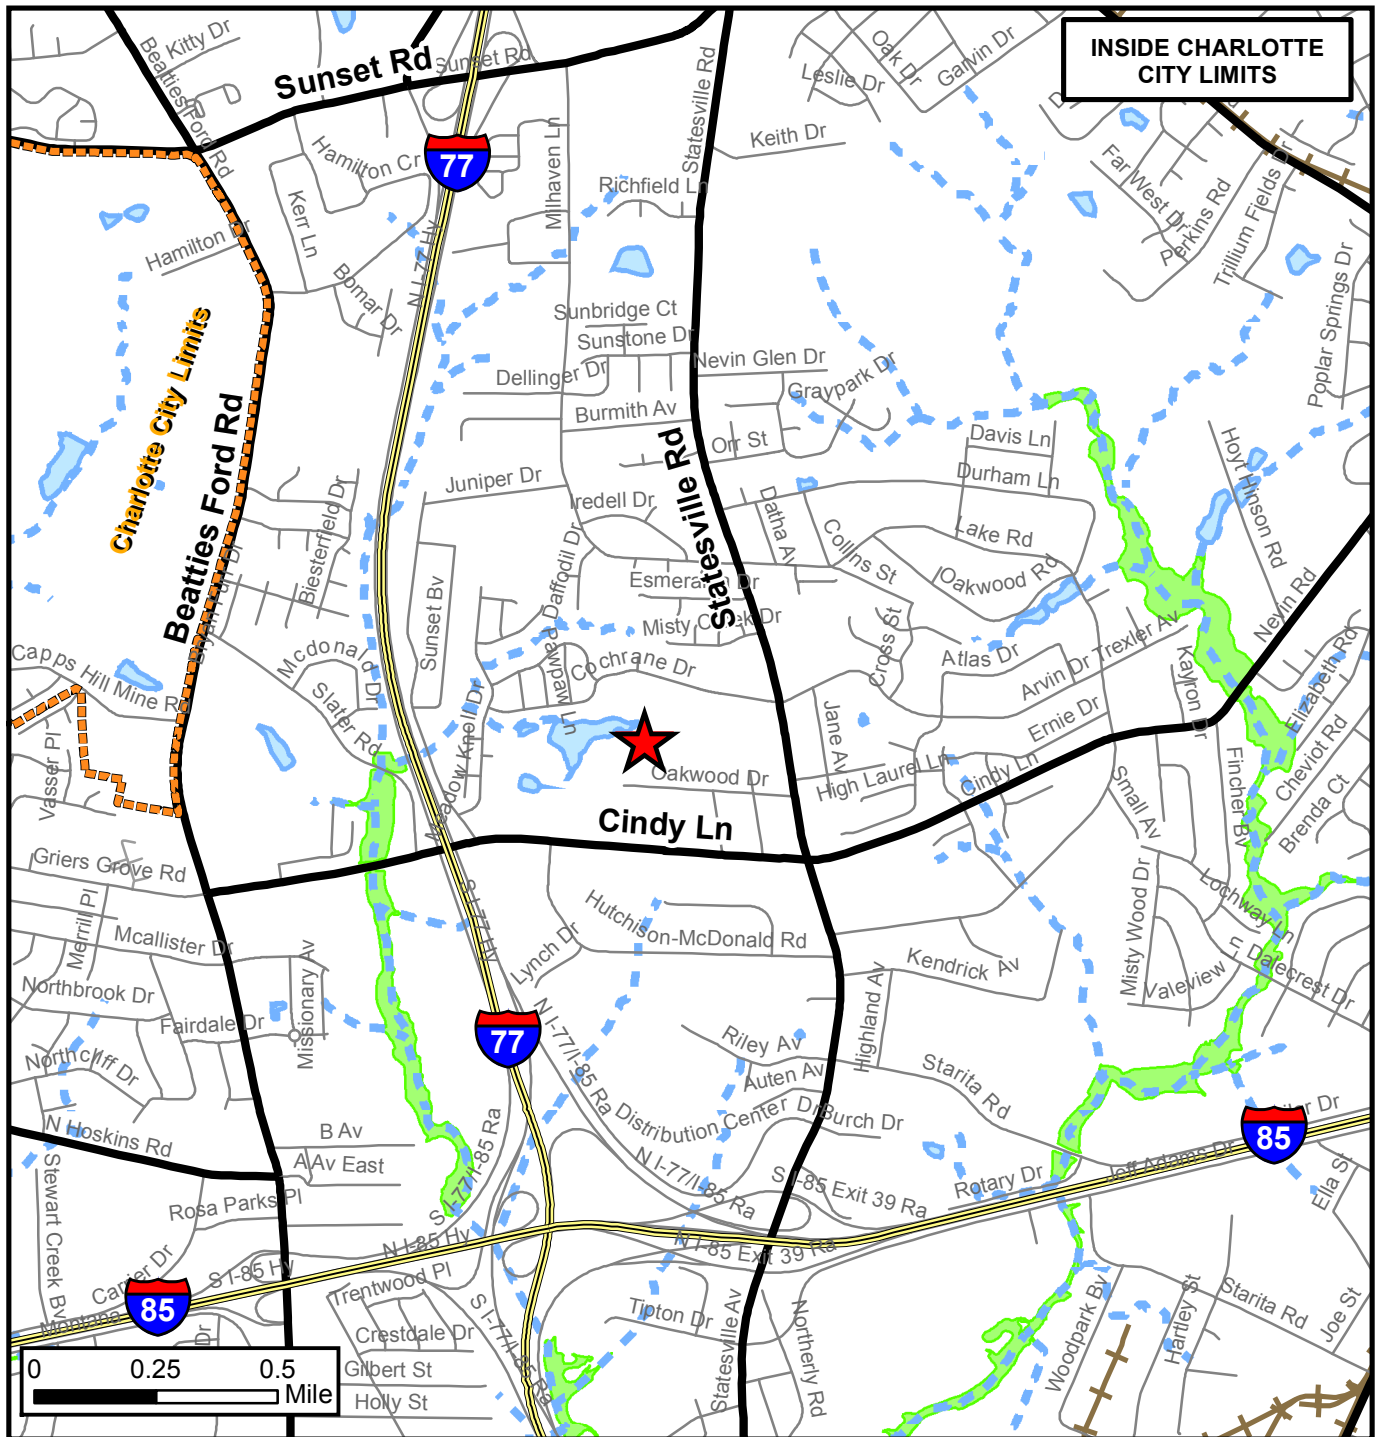 INSIDE CHARLOTTE
CITY LIMITS
Kitty Dr
Beatties Ford Rd
Sunset Rd
Sunset Rd
Statesville Rd
Oak Dr
Leslie Dr
Garvin Dr
Keith Dr
Hamilton Cr
77
Milhaven Ln
Richfield Ln
Far West Dr
Perkins Rd
Trillium Fields Dr
Kerr Ln
Hamilton Dr
N I-77 Hy
Bomar Dr
Poplar Springs Dr
Sunbridge Ct
Sunstone Dr
Nevin Glen Dr
Dellinger Dr
Graypark Dr
Charlotte City Limits
Burmith Av
Orr St
Davis Ln
Hoyt Hinson Rd
Beatties Ford Rd
Statesville Rd
Juniper Dr
Durham Ln
Biesterfield Dr
Iredell Dr
Datha Av
Collins St
Lake Rd
Oakwood Rd
Daffodil Dr
Sunset Bv
Misty Creek Dr
Cross St
Nevin Rd
Capps Hill Mine Rd
Mcdonald Dr
Pawpaw Ln
Cochrane Dr
Atlas Dr
Arvin Dr
Trexler Av
Kayron Dr
Elizabeth Rd
Slater Rd
Meadow Knoll Dr
Jane Av
Ernie Dr
Vasser Pl
Oakwood Dr
High Laurel Ln
Cindy Ln
Cheviot Rd
Fincher Bv
Small Av
Brenda Ct
Cindy Ln
Griers Grove Rd
Merrill Pl
Mcallister Dr
S I-77 Hy
Hutchison-McDonald Rd
Misty Wood Dr
Lochway Ln
Lynch Dr
Kendrick Av
Valeview
Ln
Dalecrest Dr
Northbrook Dr
Missionary Av
Fairdale Dr
77
N I-77/I-85 Ra
Riley Av
Highland Av
Northcliff Dr
Auten Av
Starita Rd
Distribution Center Dr
Burch Dr
N Hoskins Rd
B Av
A Av East
S I-77/I-85 Ra
N I-77/I-85 Ra
S I-85 Exit 39 Ra
Rotary Dr
Jeff Adams Dr
85
Ella St
Stewart Creek Bv
Rosa Parks Pl
N I-85 Hy
N I-85 Exit 39 Ra
Carrier Dr
S I-85 Hy
Trentwood Pl
85
Montana
Dr
Crestdale Dr
S I-77/I-85 Ra
Tipton Dr
Statesville Av
Northerly Rd
Woodpark Bv
Hartley St
Starita Rd
Joe St
Gilbert St
Holly St
0 0.25 0.5
Mile